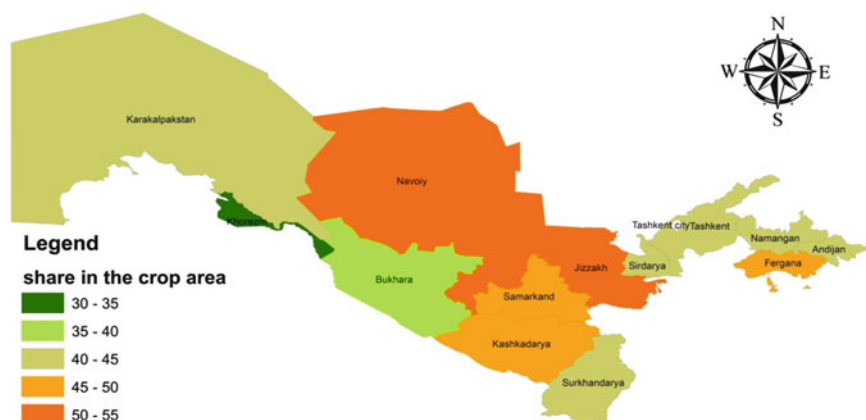 N
W E
S
Karakalpakstan
Navoiy
Khorezm
Tashkent city Tashkent
Namangan
Andijan
Sirdarya
Fergana
Jizzakh
Bukhara
Samarkand
Kashkadarya
Surkhandarya
Legend
share in the crop area
30 - 35
35 - 40
40 - 45
45 - 50
50 - 55